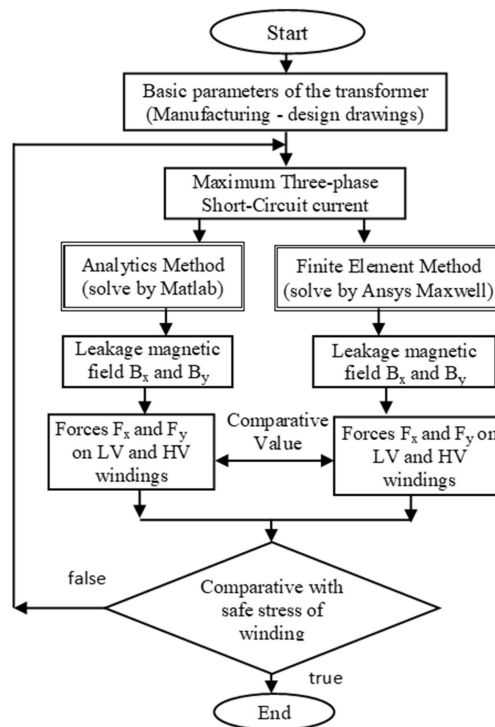 Start
Basic parameters of the transformer
(Manufacturing - design drawings)
Maximum Three-phase
Short-Circuit current
Analytics Method
(solve by Matlab)
Finite Element Method
(solve by Ansys Maxwell)
Leakage magnetic
field Bx and By
Leakage magnetic
field Bx and By
Forces Fx and Fy
on LV and HV
windings
Comparative
Value
Forces Fx and Fy on
LV and HV
windings
false
Comparative with
safe stress of
winding
true
End